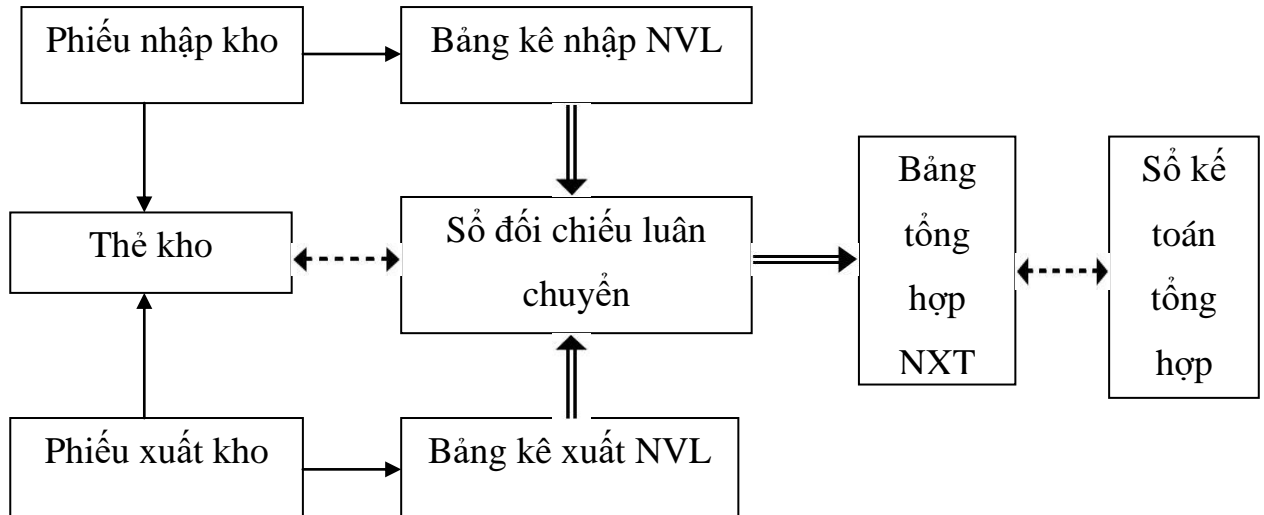 Phiếu nhập kho
Bảng kê nhập NVL
Thẻ kho
Sổ đối chiếu luân
chuyển
Bảng
tổng
hợp
NXT
Sổ kế
toán
tổng
hợp
Phiếu xuất kho
Bảng kê xuất NVL